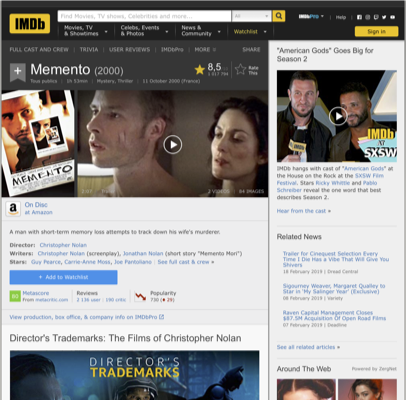 IMDb
Find Movies, TV shows, Celebrities and more...
All
IMDbPro
Help
Movies, TV
& Showtimes
Celebs, Events
& Photos
News &
Community
Watchlist
Sign in
FULL CAST AND CREW | TRIVIA | USER REVIEWS | IMDbPro | MORE
SHARE
Memento (2000)
8,5
Rate
This
Tous publics | 1h 53min | Mystery, Thriller | 11 October 2000 (France)
MEMENTO
2 VIDEOS | 94 IMAGES
On Disc
at Amazon
A man with short-term memory loss attempts to track down his wife's murderer.
Director: Christopher Nolan
Writers: Christopher Nolan (screenplay), Jonathan Nolan (short story "Memento Mori")
Stars: Guy Pearce, Carrie-Anne Moss, Joe Pantoliano | See full cast & crew »
+ Add to Watchlist
80
Metascore
From metacritic.com
Reviews
2 136 user | 190 critic
Popularity
View production, box office, & company info on IMDbPro
Director's Trademarks: The Films of Christopher Nolan
DIRECTOR'S
TRADEMARKS
"American Gods" Goes Big for
Season 2
IMDb
AT
SXSW
IMDb hangs with cast of "American Gods" at
the House on the Rock at the SXSW Film
Festival. Stars Ricky Whittle and Pablo
Schreiber reveal the one word that best
describes Season 2.
Hear from the cast »
Related News
Trailer for Cinequest Selection Every
Time I Die Has a Vibe That Will Give You
Shivers
18 February 2019 | Dread Central
Sigourney Weaver, Margaret Qualley to
Star in 'My Salinger Year' (Exclusive)
08 February 2019 | Variety
Raven Capital Management Closes
$87.5M Acquisition Of Open Road Films
07 February 2019 | Deadline
See all related articles »
Around The Web
Powered by ZergNet